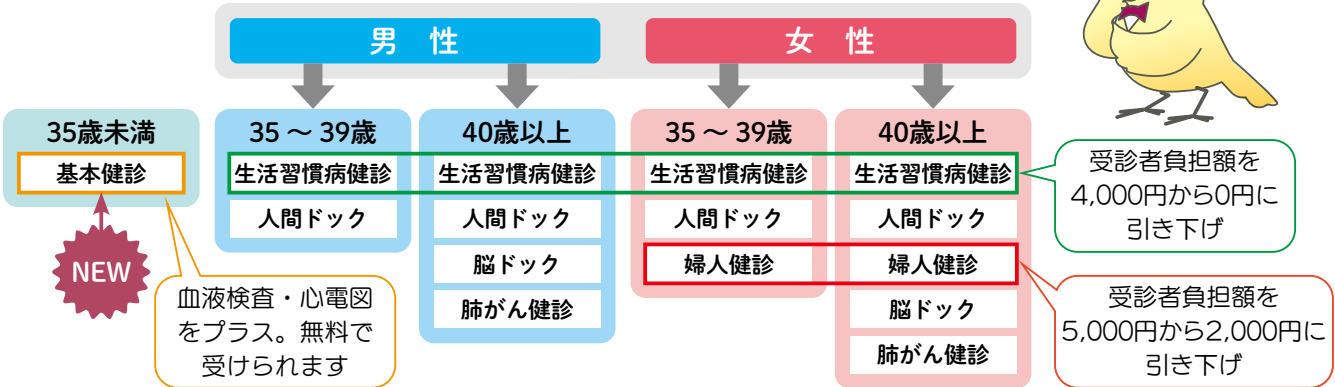 男 性
女 性
35歳未満
基本健診
NEW
血液検査・心電図
をプラス。無料で
受けられます
35 ～ 39歳
生活習慣病健診
人間ドック
40歳以上
生活習慣病健診
人間ドック
脳ドック
肺がん健診
35 ～ 39歳
生活習慣病健診
人間ドック
婦人健診
40歳以上
生活習慣病健診
人間ドック
婦人健診
脳ドック
肺がん健診
受診者負担額を
4,000円から0円に
引き下げ
受診者負担額を
5,000円から2,000円に
引き下げ